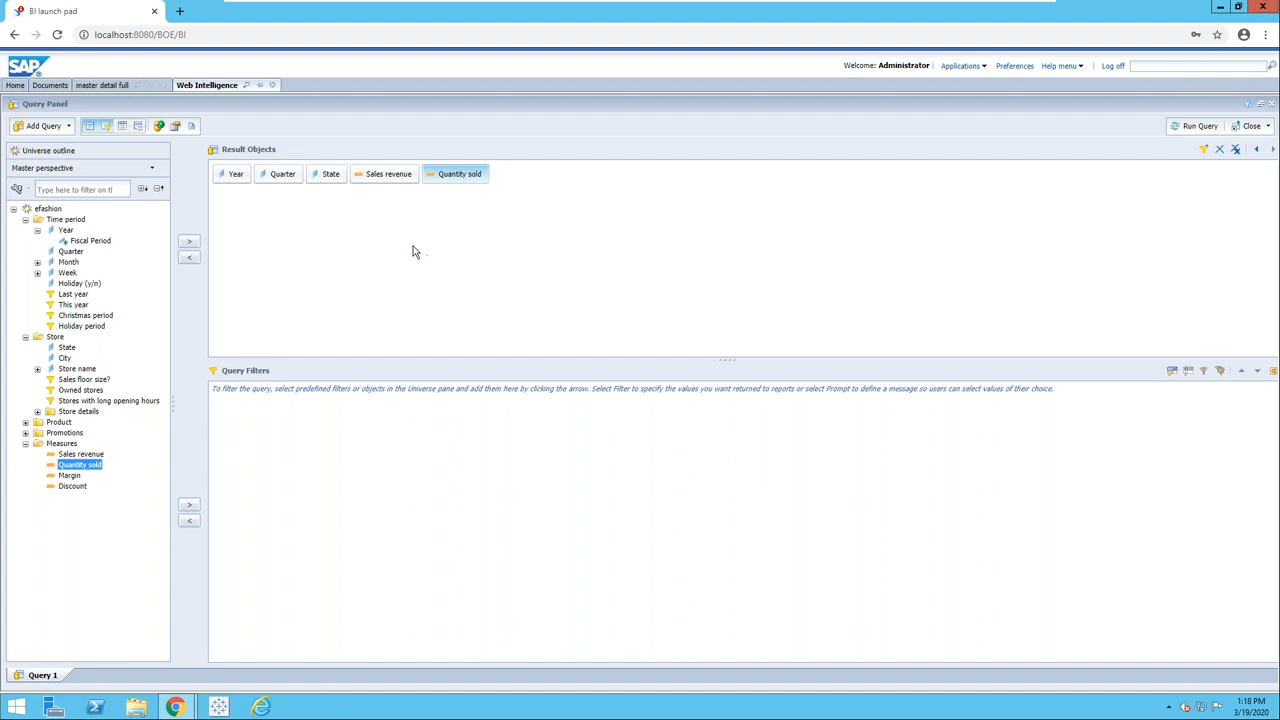 BI launch pad
localhost:8080/BOE/BI
SAP
Welcome: Administrator Applications Preferences Help menu Log off
Home Documents master detail full Web Intelligence
Query Panel
Add Query Run Query Close
Universe outline
Result Objects
Master perspective
Year Quarter State Sales revenue Quantity sold
Type here to filter on tl
efashion
Time period
Year
Fiscal Period
Quarter
Month
Week
Holiday (y/n)
Last year
This year
Christmas period
Holiday period
Store
State
City
Store name
Sales floor size?
Owned stores
Stores with long opening hours
Store details
Product
Promotions
Measures
Sales revenue
Quantity sold
Margin
Discount
>
<
Query Filters
To filter the query, select predefined filters or objects in the Universe pane and add them here by clicking the arrow. Select Filter to specify the values you want returned to reports or select Prompt to define a message so users can select values of their choice.
>
<
Query 1
1:18 PM
3/19/2020